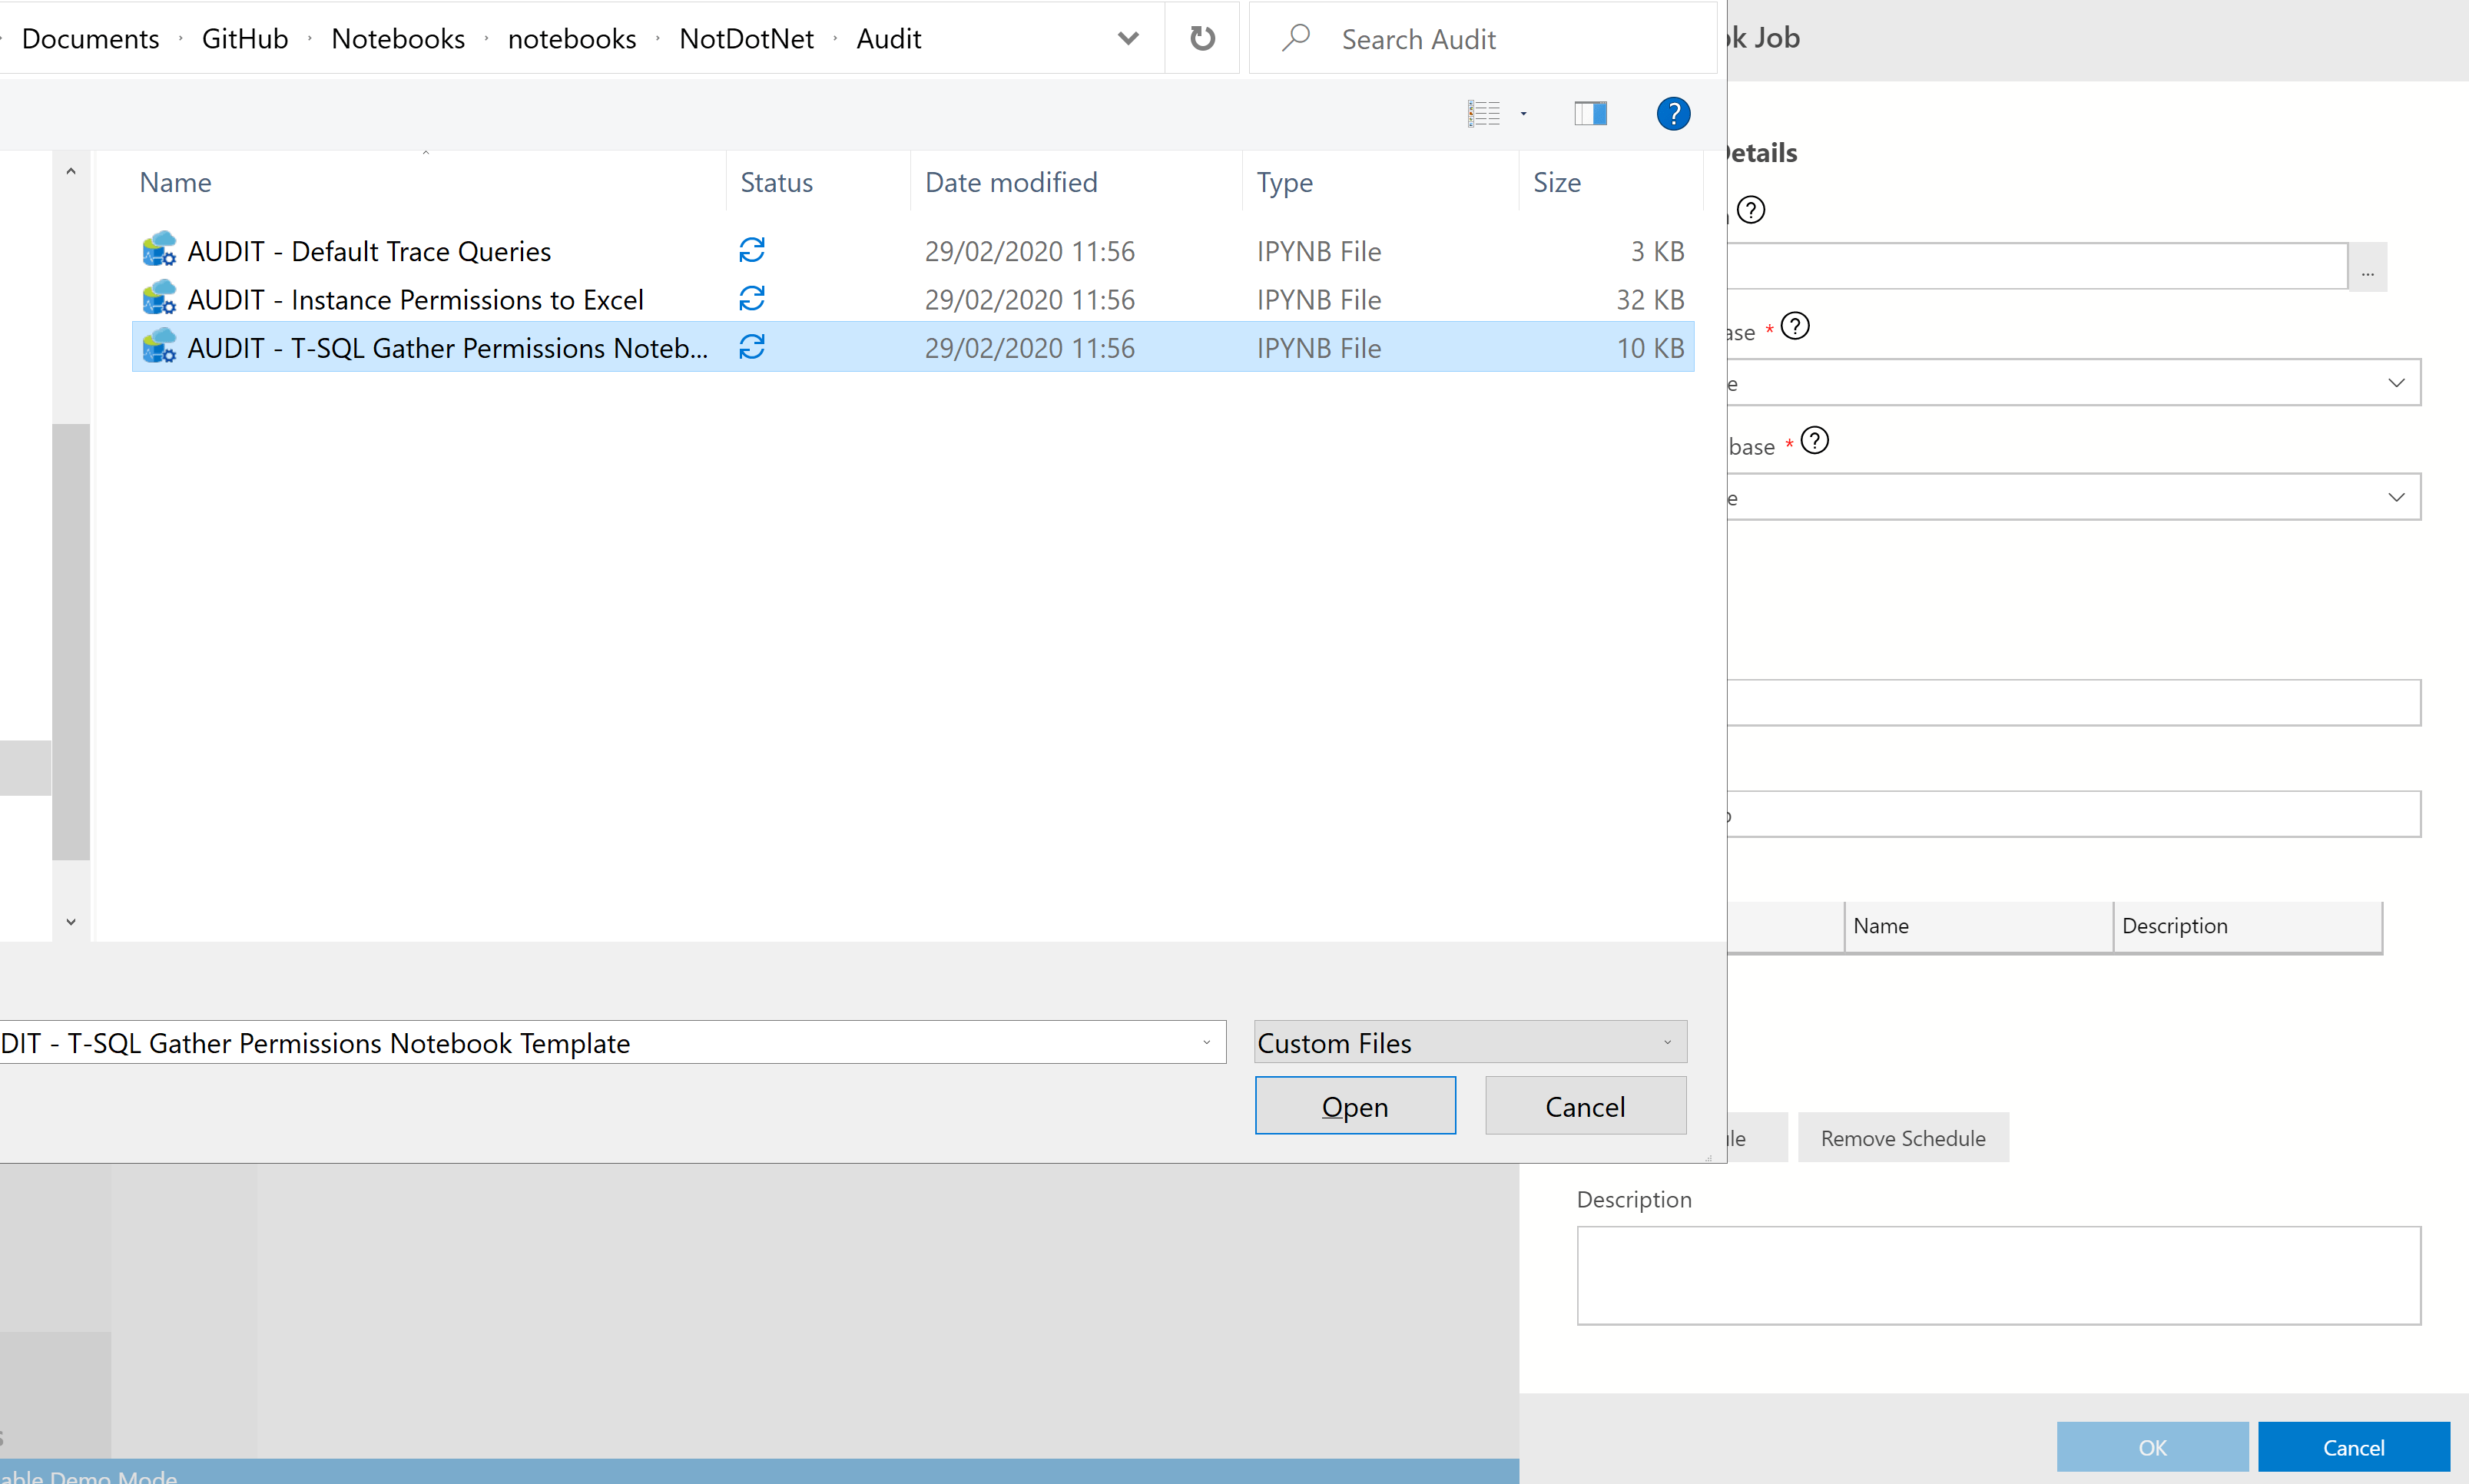 Documents › GitHub › Notebooks › notebooks › NotDotNet › Audit
Search Audit
k Job
Name Status Date modified Type Size
AUDIT - Default Trace Queries 29/02/2020 11:56 IPYNB File 3 KB
AUDIT - Instance Permissions to Excel 29/02/2020 11:56 IPYNB File 32 KB
AUDIT - T-SQL Gather Permissions Noteb... 29/02/2020 11:56 IPYNB File 10 KB
etails
...
ase *
e
base *
e
Name Description
DIT - T-SQL Gather Permissions Notebook Template
Custom Files
Open
Cancel
le
Remove Schedule
Description
OK
Cancel
able Demo Mode